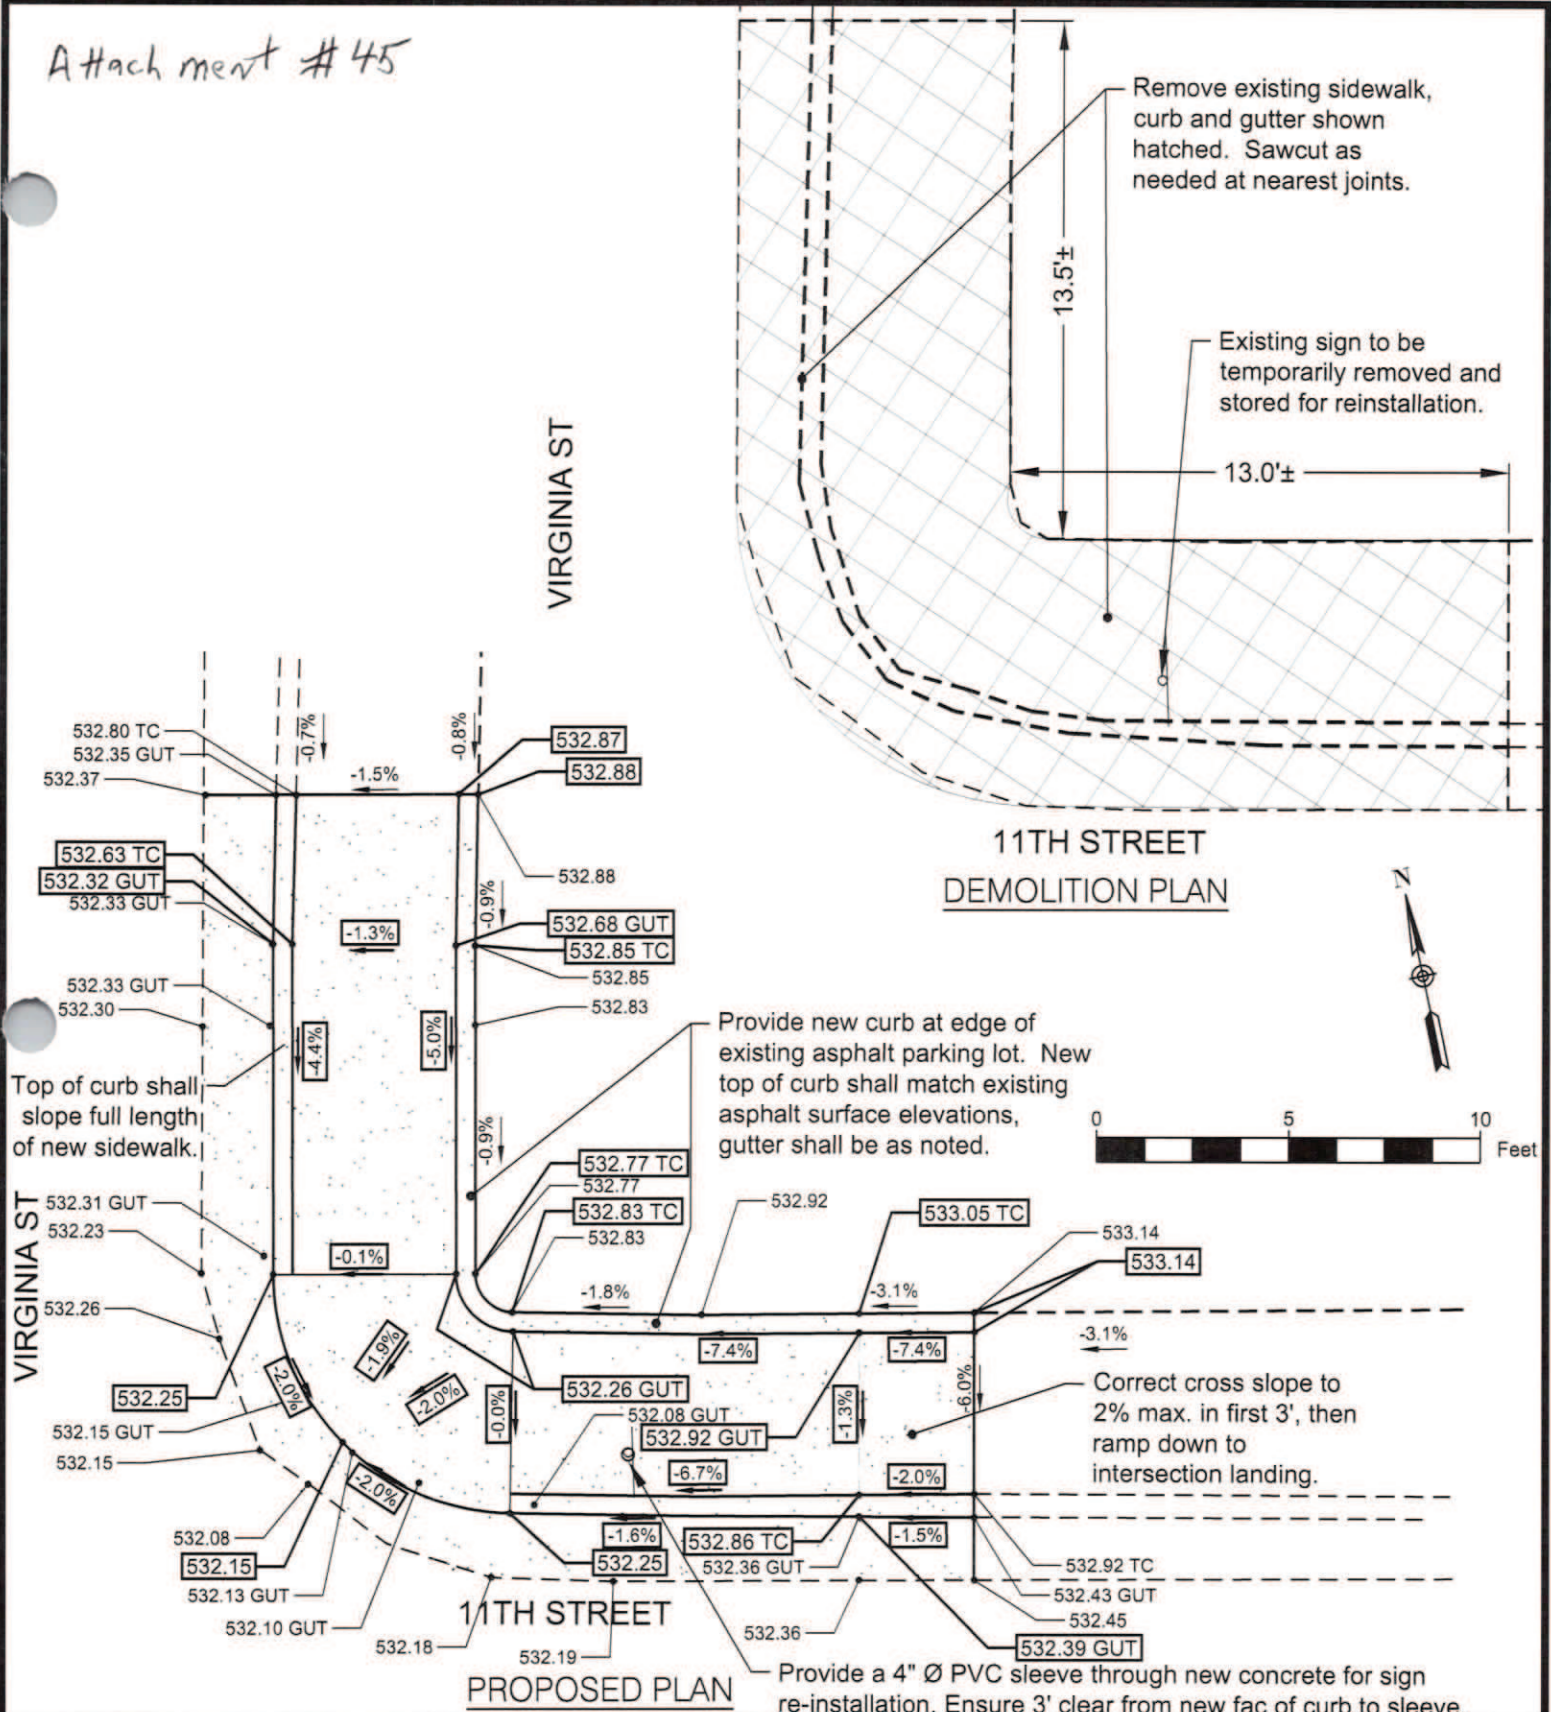 Attachment #45
Remove existing sidewalk,
curb and gutter shown
hatched. Sawcut as
needed at nearest joints.
13.5'±
Existing sign to be
temporarily removed and
stored for reinstallation.
13.0'±
VIRGINIA ST
11TH STREET
DEMOLITION PLAN
N
532.80 TC
532.35 GUT
532.37
-0.7%
-0.8%
532.87
532.88
-1.5%
532.63 TC
532.32 GUT
532.33 GUT
532.88
-0.9%
-1.3%
532.68 GUT
532.85 TC
532.85
532.83
532.33 GUT
532.30
-4.4%
-5.0%
Provide new curb at edge of
existing asphalt parking lot. New
top of curb shall match existing
asphalt surface elevations,
gutter shall be as noted.
0 5 10
Feet
Top of curb shall
slope full length
of new sidewalk.
-0.9%
532.77 TC
532.77
532.83 TC
532.83
532.92
533.05 TC
533.14
533.14
VIRGINIA ST
532.31 GUT
532.23
532.26
-0.1%
-1.8%
-3.1%
-3.1%
-7.4%
-7.4%
-1.9%
-2.0%
-2.0%
-0.0%
532.25
532.15 GUT
532.15
532.26 GUT
532.08 GUT
532.92 GUT
-1.3%
-6.0%
Correct cross slope to
2% max. in first 3', then
ramp down to
intersection landing.
-6.7%
-2.0%
-2.0%
532.08
532.15
532.13 GUT
532.10 GUT
532.18
-1.6%
532.25
532.86 TC
532.36 GUT
-1.5%
532.92 TC
532.43 GUT
532.45
532.39 GUT
532.36
532.19
11TH STREET
PROPOSED PLAN
Provide a 4" Ø PVC sleeve through new concrete for sign
re-installation. Ensure 3' clear from new fac of curb to sleeve.